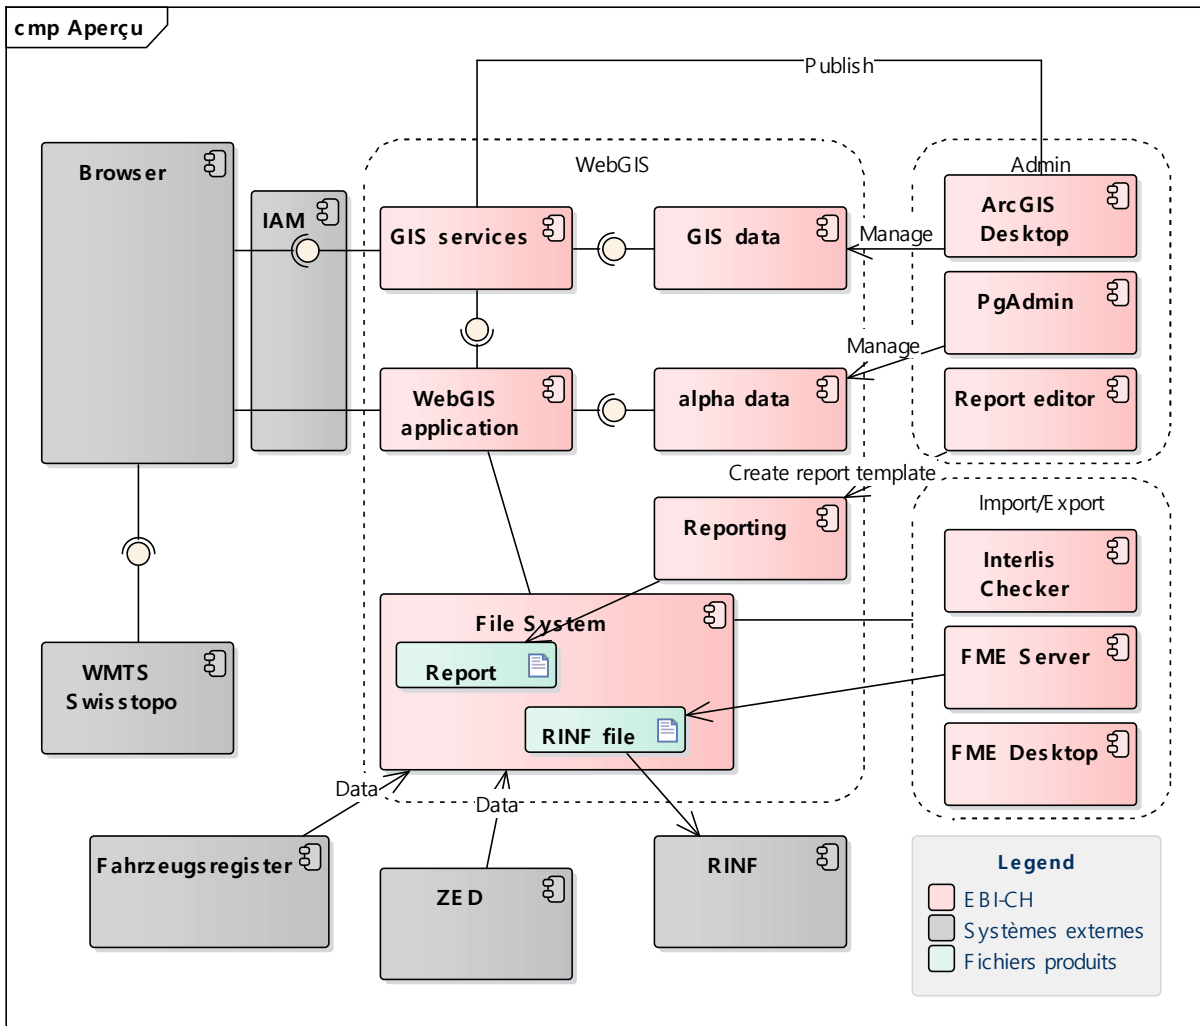 cmp Aperçu
Publish
WebGIS
Admin
Browser
IAM
GIS services
GIS data
Manage
ArcGIS
Desktop
PgAdmin
Manage
WebGIS
application
alpha data
Report editor
Create report template
Reporting
Import/Export
Interlis
Checker
File System
Report
FME Server
WMTS
Swisstopo
RINF file
FME Desktop
Data
Data
Fahrzeugsregister
ZED
RINF
Legend
EBI-CH
Systèmes externes
Fichiers produits